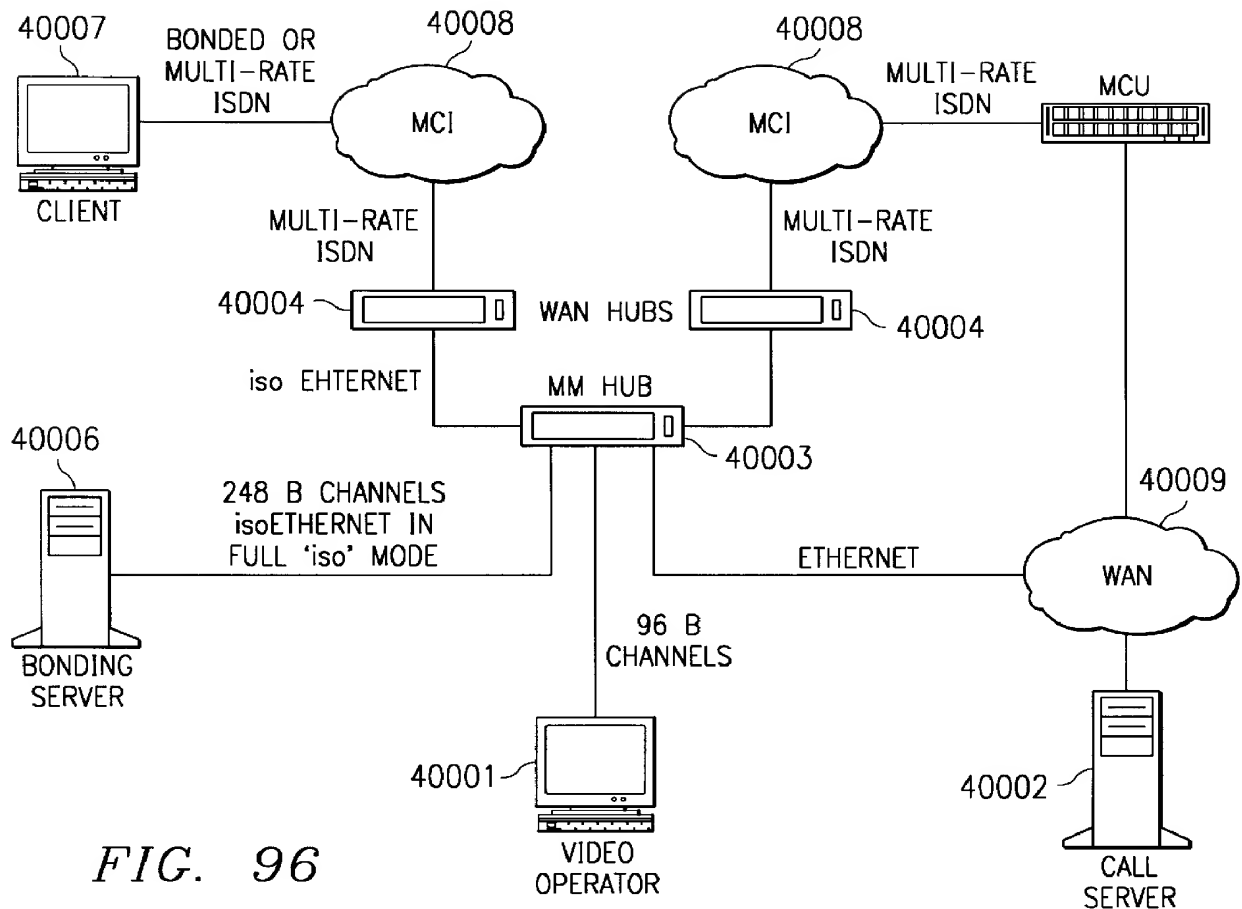 40007
BONDED OR
MULTI-RATE
ISDN
40008
40008
MULTI-RATE
ISDN
MCU
MCI
MCI
CLIENT
MULTI-RATE
ISDN
MULTI-RATE
ISDN
40004
WAN HUBS
40004
iso EHTERNET
MM HUB
40003
40006
248 B CHANNELS
isoETHERNET IN
FULL 'iso' MODE
40009
ETHERNET
WAN
96 B
CHANNELS
BONDING
SERVER
40001
40002
VIDEO
OPERATOR
CALL
SERVER
FIG. 96